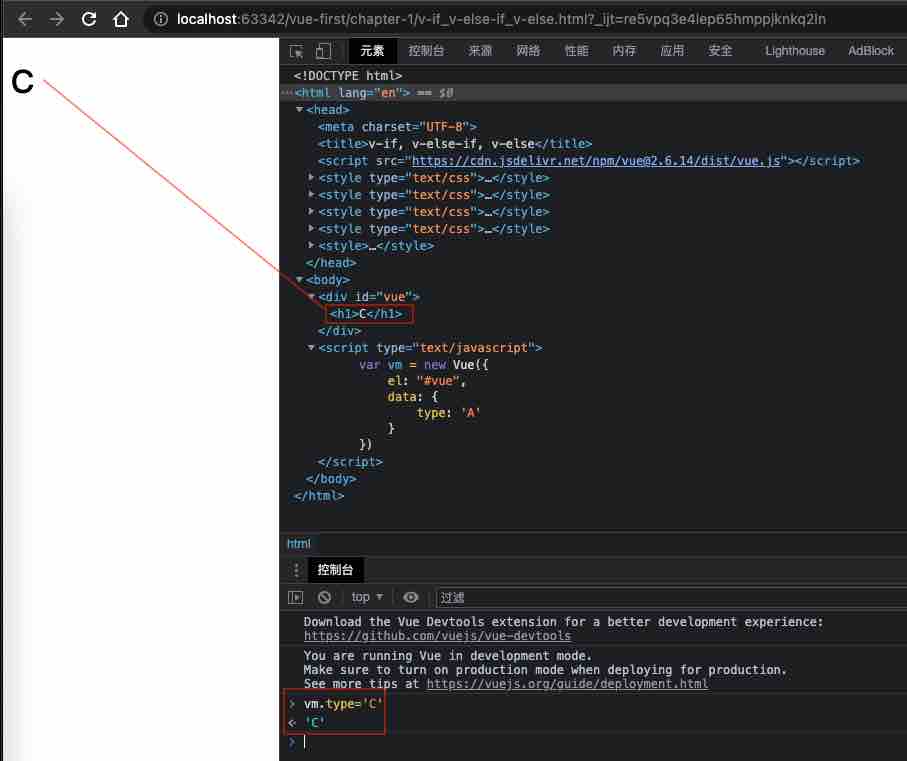 localhost:63342/vue-first/chapter-1/v-if_v-else-if_v-else.html?_ijt=re5vpq3e4lep65hmppjknkq2ln
元素 控制台 来源 网络 性能 内存 应用 安全 Lighthouse AdBlock
C
<!DOCTYPE html>
⋯<html lang="en"> == $0
<head>
<meta charset="UTF-8">
<title>v-if, v-else-if, v-else</title>
<script src="https://cdn.jsdelivr.net/npm/vue@2.6.14/dist/vue.js"></script>
<style type="text/css">…</style>
<style type="text/css">…</style>
<style type="text/css">…</style>
<style type="text/css">…</style>
<style>…</style>
</head>
<body>
<div id="vue">
<h1>C</h1>
</div>
<script type="text/javascript">
var vm = new Vue({
el: "#vue",
data: {
type: 'A'
}
})
</script>
</body>
</html>
html
控制台
top 过滤
Download the Vue Devtools extension for a better development experience:
https://github.com/vuejs/vue-devtools
You are running Vue in development mode.
Make sure to turn on production mode when deploying for production.
See more tips at https://vuejs.org/guide/deployment.html
> vm.type='C'
'C'
>